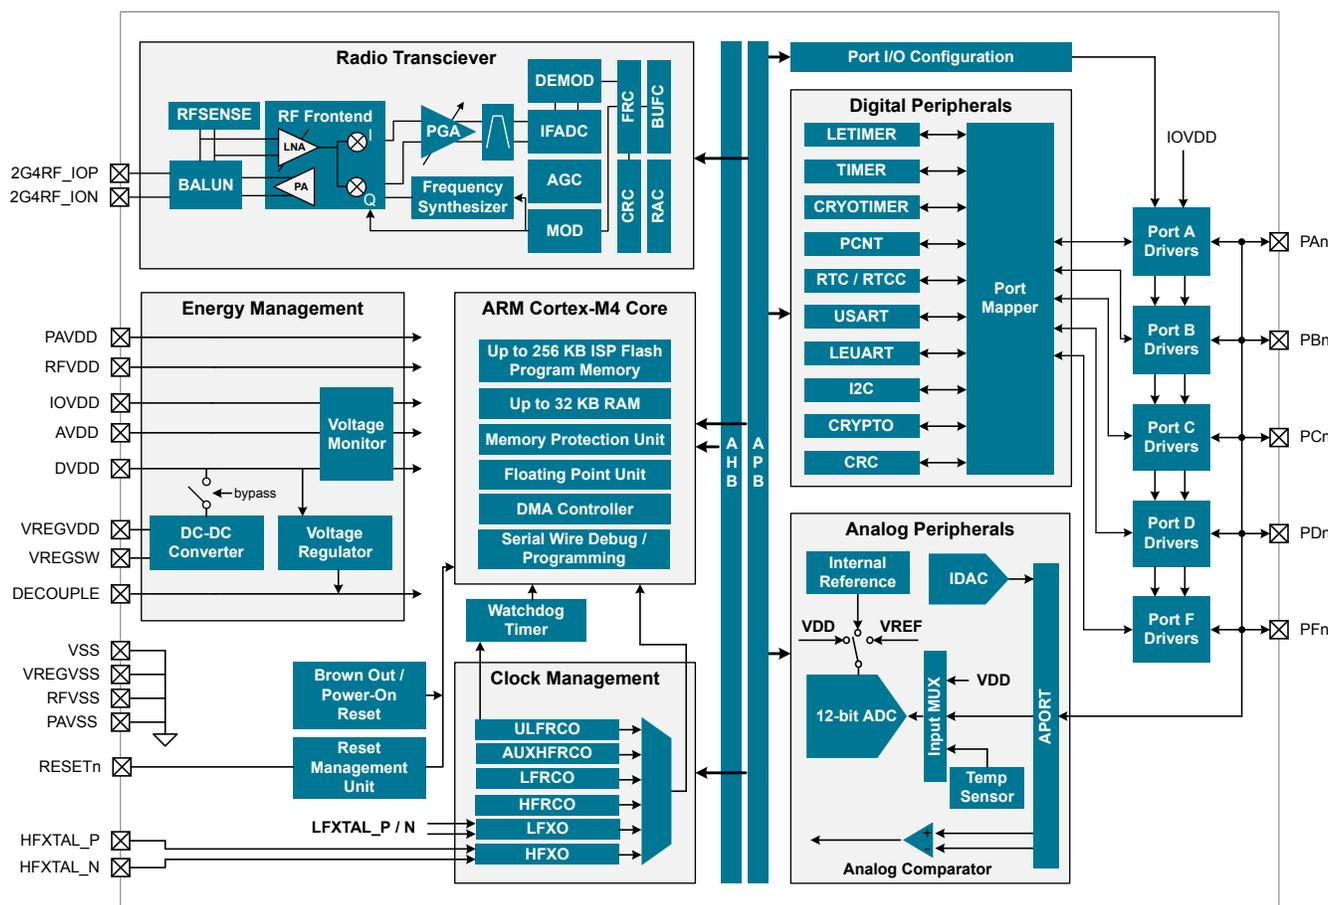 Radio Transciever
RFSENSE
BALUN
RF Frontend
LNA
PA
I
Q
PGA
Frequency
Synthesizer
DEMOD
IFADC
AGC
MOD
FRC
BUFC
CRC
RAC
2G4RF_IOP
2G4RF_ION
Energy Management
PAVDD
RFVDD
IOVDD
AVDD
DVDD
VREGVDD
VREGSW
DECOUPLE
Voltage
Monitor
bypass
DC-DC
Converter
Voltage
Regulator
VSS
VREGVSS
RFVSS
PAVSS
RESETn
HFXTAL_P
HFXTAL_N
Brown Out /
Power-On
Reset
Reset
Management
Unit
LFXTAL_P / N
ARM Cortex-M4 Core
Up to 256 KB ISP Flash
Program Memory
Up to 32 KB RAM
Memory Protection Unit
Floating Point Unit
DMA Controller
Serial Wire Debug /
Programming
Watchdog
Timer
Clock Management
ULFRCO
AUXHFRCO
LFRCO
HFRCO
LFXO
HFXO
AHB
APB
Port I/O Configuration
Digital Peripherals
LETIMER
TIMER
CRYOTIMER
PCNT
RTC / RTCC
USART
LEUART
I2C
CRYPTO
CRC
Port
Mapper
Analog Peripherals
Internal
Reference
IDAC
VDD
VREF
12-bit ADC
Input MUX
VDD
Temp
Sensor
APORT
+
-
Analog Comparator
IOVDD
Port A
Drivers
Port B
Drivers
Port C
Drivers
Port D
Drivers
Port F
Drivers
PAn
PBn
PCn
PDn
PFn